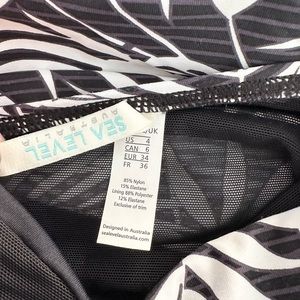 SEA LEVEL
AUSTRALIA
UK
US 4
CAN 6
EUR 34
FR 36
85% Nylon
15% Elastane
Lining 88% Polyester
12% Elastane
Exclusive of trim
Designed in Australia
sealevelaustralia.com